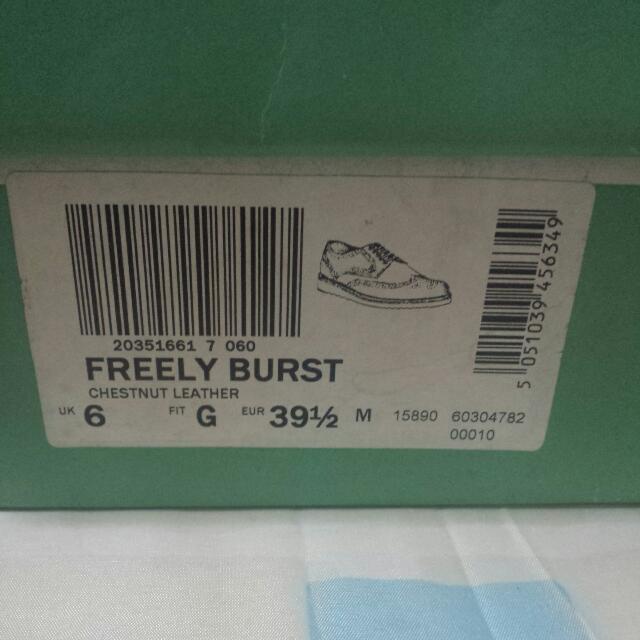 20351661 7 060
FREELY BURST
CHESTNUT LEATHER
UK 6 FIT G EUR 39½ M 15890 60304782
00010
5 051039 456349